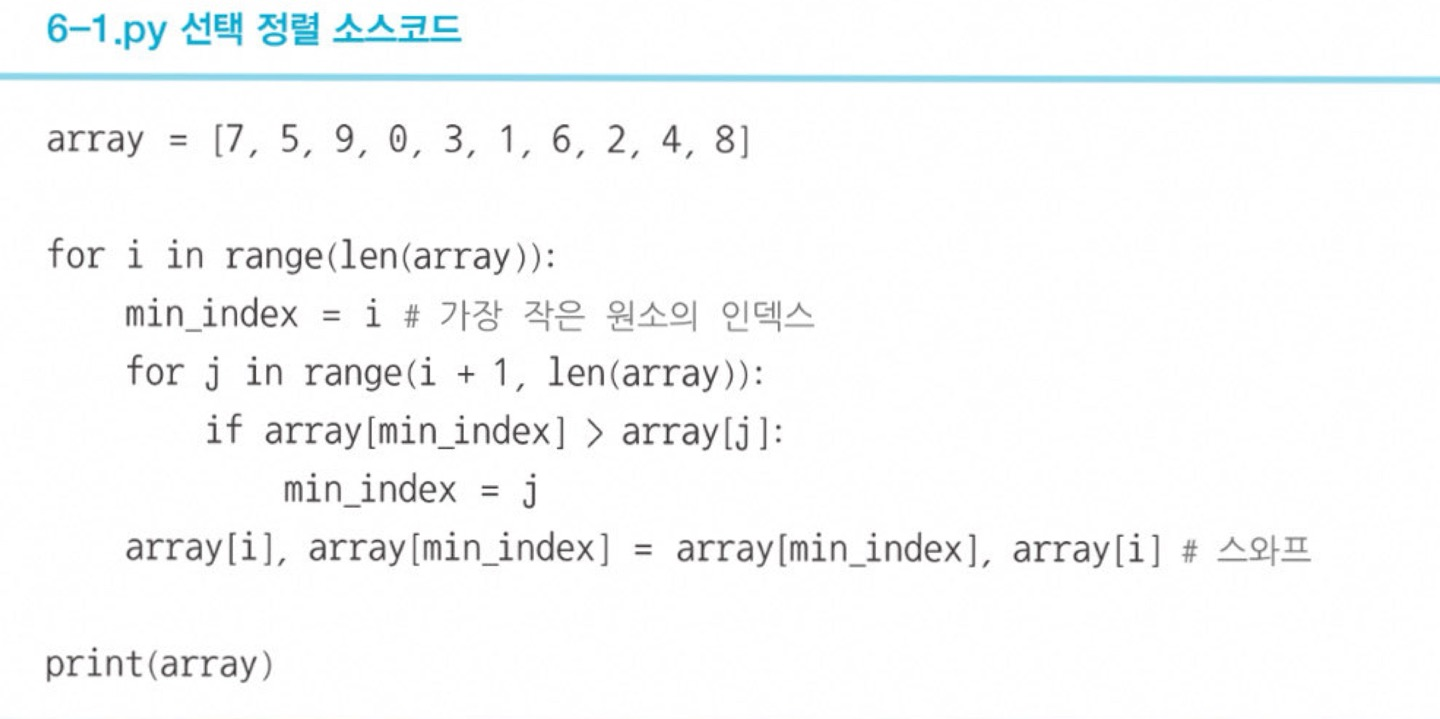 6-1.py 선택 정렬 소스코드
array = [7, 5, 9, 0, 3, 1, 6, 2, 4, 8]
for i in range(len(array)):
    min_index = i # 가장 작은 원소의 인덱스
    for j in range(i + 1, len(array)):
        if array[min_index] > array[j]:
            min_index = j
    array[i], array[min_index] = array[min_index], array[i] # 스와프
print(array)